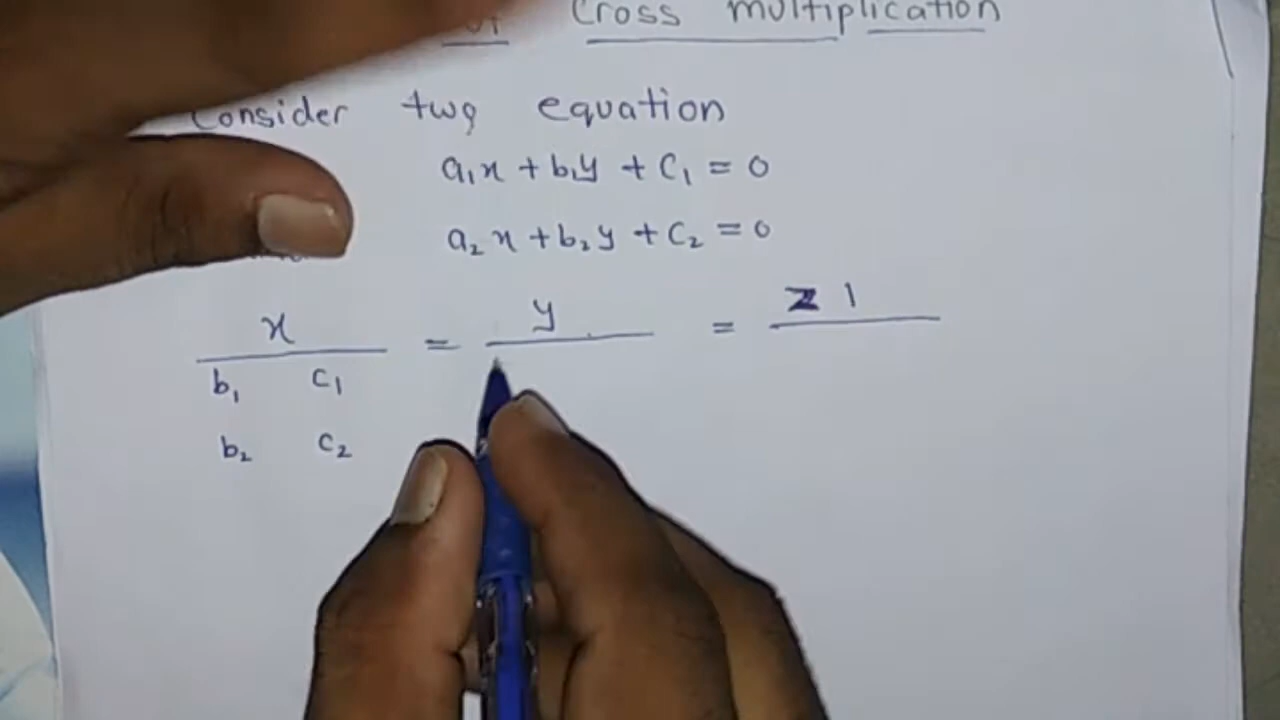 Cross multiplication
Consider two equation
a₁x + b₁y + C₁ = 0
a₂x + b₂y + C₂ = 0
x = y = 1
b₁ c₁
b₂ c₂